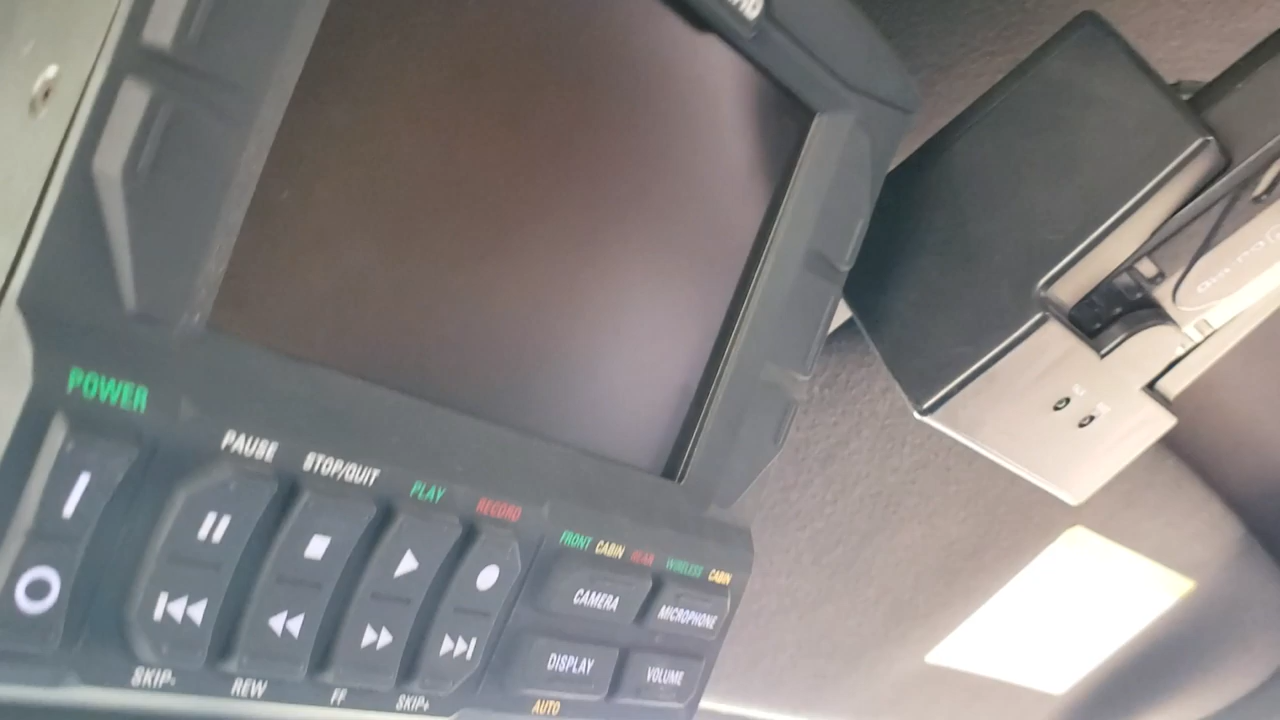 POWER
PAUSE
STOP/QUIT
PLAY
RECORD
FRONT CABIN REAR
WIRELESS CABIN
CAMERA
MICROPHONE
DISPLAY
VOLUME
SKIP-
REW
FF
SKIP+
AUTO